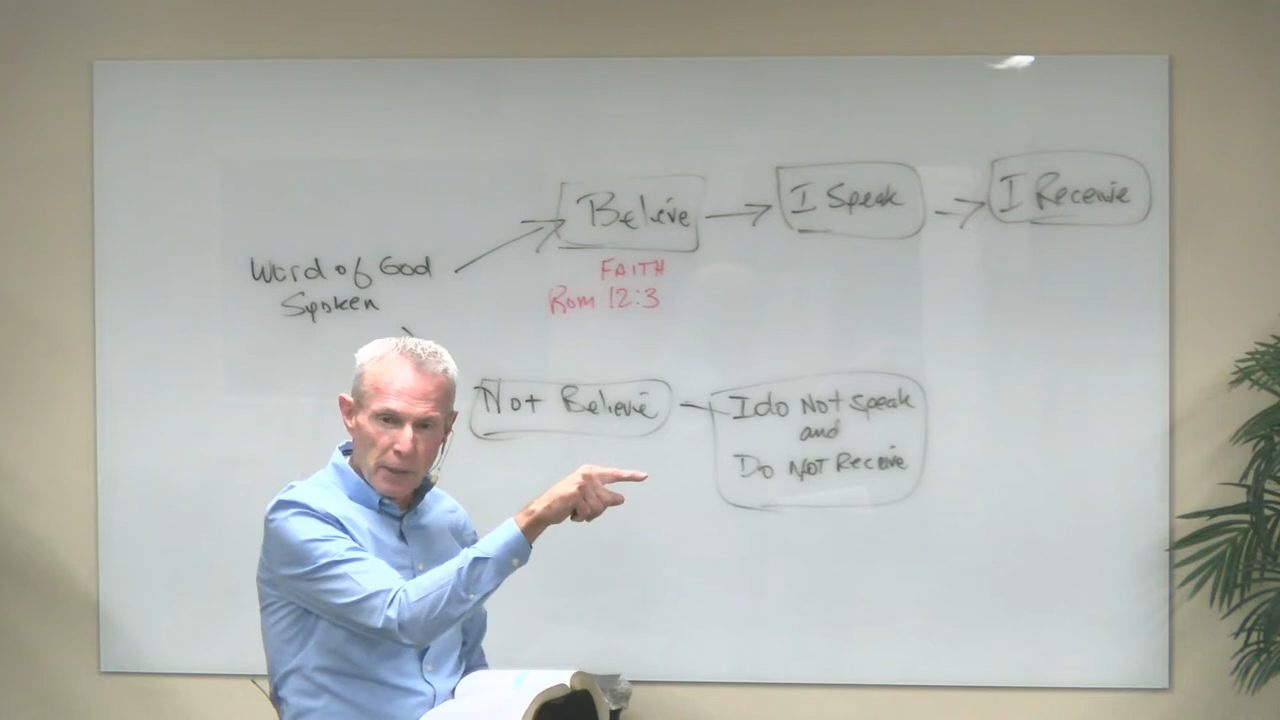 Word of God
Spoken
Believe
FAITH
Rom 12:3
I Speak
I Receive
Not Believe
I do Not Speak
and
Do NOT Receive